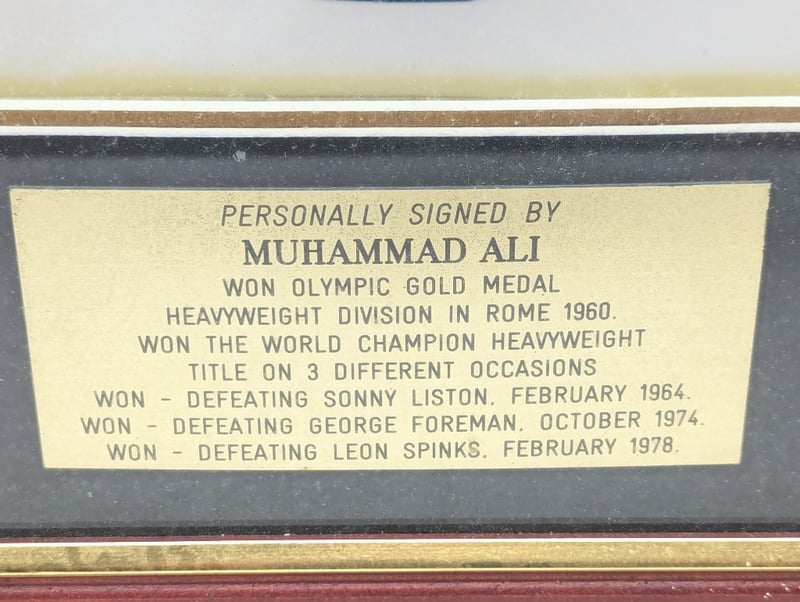 PERSONALLY SIGNED BY
MUHAMMAD ALI
WON OLYMPIC GOLD MEDAL
HEAVYWEIGHT DIVISION IN ROME 1960.
WON THE WORLD CHAMPION HEAVYWEIGHT
TITLE ON 3 DIFFERENT OCCASIONS
WON - DEFEATING SONNY LISTON, FEBRUARY 1964.
WON - DEFEATING GEORGE FOREMAN, OCTOBER 1974.
WON - DEFEATING LEON SPINKS, FEBRUARY 1978.